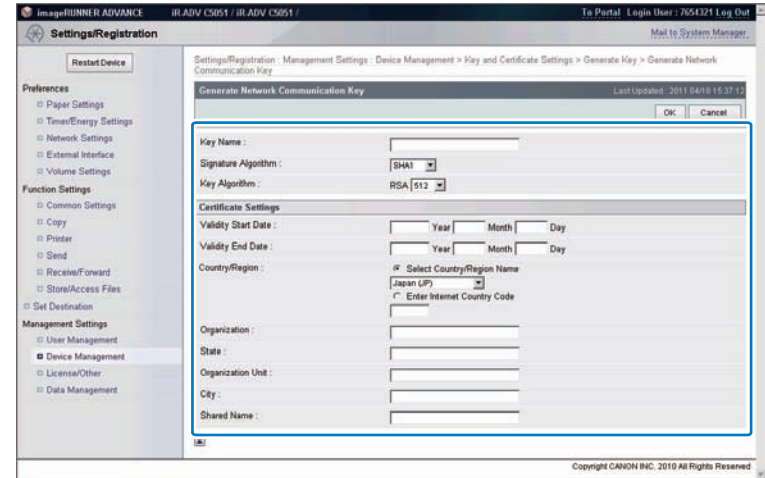 imageRUNNER ADVANCE iR-ADV C5051 / iR-ADV C5051 / To Portal Login User : 7654321 Log Out
Settings/Registration Mail to System Manager
Restart Device
Preferences
Paper Settings
Timer/Energy Settings
Network Settings
External Interface
Volume Settings
Function Settings
Common Settings
Copy
Printer
Send
Receive/Forward
Store/Access Files
Set Destination
Management Settings
User Management
Device Management
License/Other
Data Management
Settings/Registration : Management Settings : Device Management > Key and Certificate Settings > Generate Key > Generate Network
Communication Key
Generate Network Communication Key Last Updated : 2011 04/18 15:37:12
OK Cancel
Key Name :
Signature Algorithm : SHA1
Key Algorithm : RSA 512
Certificate Settings
Validity Start Date : Year Month Day
Validity End Date : Year Month Day
Country/Region : Select Country/Region Name
Japan (JP)
Enter Internet Country Code
Organization :
State :
Organization Unit :
City :
Shared Name :
Copyright CANON INC. 2010 All Rights Reserved